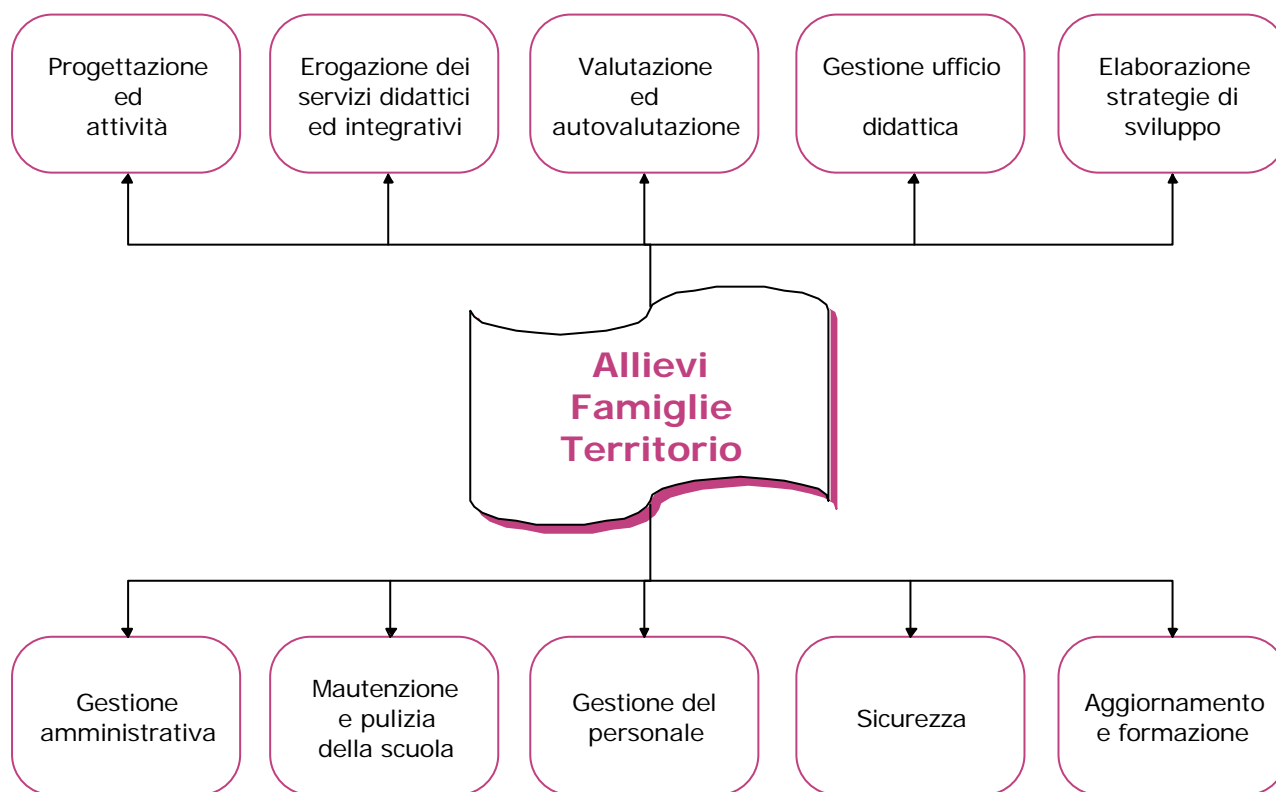 Progettazione
ed
attività
Erogazione dei
servizi didattici
ed integrativi
Valutazione
ed
autovalutazione
Gestione ufficio
didattica
Elaborazione
strategie di
sviluppo
Allievi
Famiglie
Territorio
Gestione
amministrativa
Mautenzione
e pulizia
della scuola
Gestione del
personale
Sicurezza
Aggiornamento
e formazione